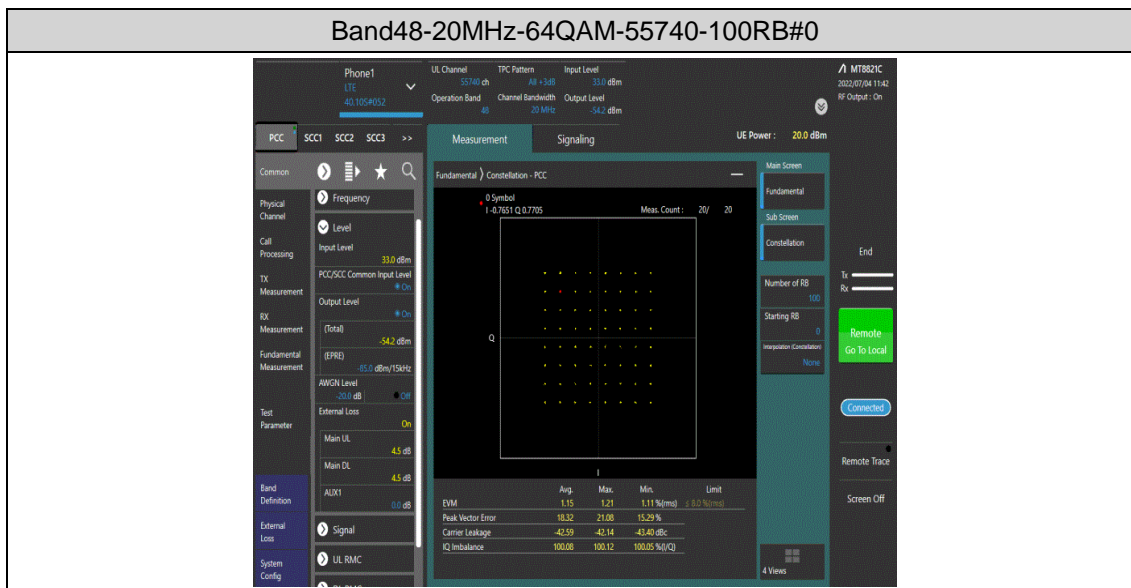 Band48-20MHz-64QAM-55740-100RB#0
Phone1
LTE
40.10S#052
UL Channel TPC Pattern Input Level
55740 ch All +3dB 33.0 dBm
Operation Band Channel Bandwidth Output Level
48 20 MHz -54.2 dBm
MT8821C
2022/07/04 11:42
RF Output : On
PCC SCC1 SCC2 SCC3 >>
Measurement Signaling
UE Power : 20.0 dBm
Common
Physical Channel
Call Processing
TX Measurement
RX Measurement
Fundamental Measurement
Test Parameter
Band Definition
External Loss
System Config
Frequency
Level
Input Level
33.0 dBm
PCC/SCC Common Input Level
On
Output Level
On
(Total)
-54.2 dBm
(EPRE)
-85.0 dBm/15kHz
AWGN Level
-20.0 dB Off
External Loss
On
Main UL
4.5 dB
Main DL
4.5 dB
AUX1
0.0 dB
Signal
UL RMC
Fundamental Constellation - PCC
0 Symbol
I -0.7651 Q 0.7705 Meas. Count : 20/ 20
Q
I
Avg. Max. Min. Limit
EVM 1.15 1.21 1.11 %(rms) ≤ 8.0 %(rms)
Peak Vector Error 18.32 21.08 15.29 %
Carrier Leakage -42.59 -42.14 -43.40 dBc
IQ Imbalance 100.08 100.12 100.05 %(I/Q)
Main Screen
Fundamental
Sub Screen
Constellation
Number of RB
100
Starting RB
0
Interpolation (Constellation)
None
4 Views
End
Tx
Rx
Remote
Go To Local
Connected
Remote Trace
Screen Off